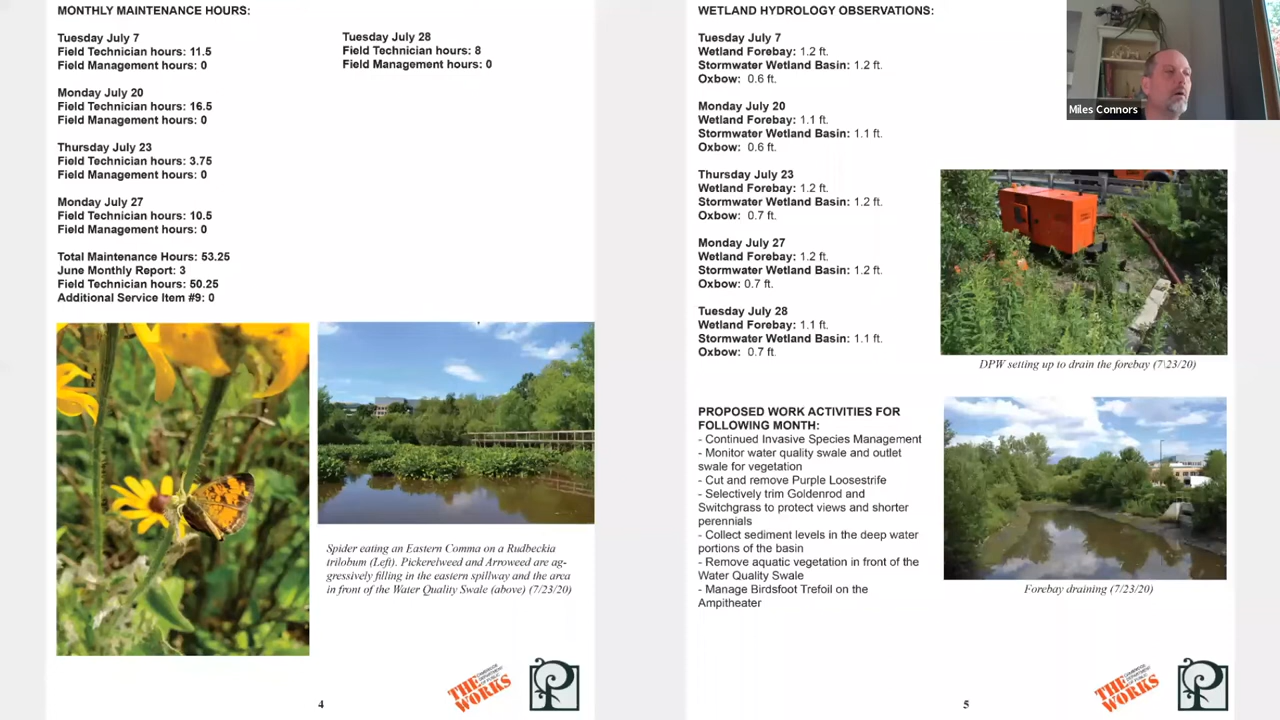 MONTHLY MAINTENANCE HOURS:
Tuesday July 7
Field Technician hours: 11.5
Field Management hours: 0
Monday July 20
Field Technician hours: 16.5
Field Management hours: 0
Thursday July 23
Field Technician hours: 3.75
Field Management hours: 0
Monday July 27
Field Technician hours: 10.5
Field Management hours: 0
Total Maintenance Hours: 53.25
June Monthly Report: 3
Field Technician hours: 50.25
Additional Service Item #9: 0
Tuesday July 28
Field Technician hours: 8
Field Management hours: 0
Spider eating an Eastern Comma on a Rudbeckia
trilobum (Left). Pickerelweed and Arroweed are ag-
gressively filling in the eastern spillway and the area
in front of the Water Quality Swale (above) (7/23/20)
THE
WORKS
P
4
WETLAND HYDROLOGY OBSERVATIONS:
Tuesday July 7
Wetland Forebay: 1.2 ft.
Stormwater Wetland Basin: 1.2 ft.
Oxbow: 0.6 ft.
Monday July 20
Wetland Forebay: 1.1 ft.
Stormwater Wetland Basin: 1.1 ft.
Oxbow: 0.6 ft.
Thursday July 23
Wetland Forebay: 1.2 ft.
Stormwater Wetland Basin: 1.2 ft.
Oxbow: 0.7 ft.
Monday July 27
Wetland Forebay: 1.2 ft.
Stormwater Wetland Basin: 1.2 ft.
Oxbow: 0.7 ft.
Tuesday July 28
Wetland Forebay: 1.1 ft.
Stormwater Wetland Basin: 1.1 ft.
Oxbow: 0.7 ft.
PROPOSED WORK ACTIVITIES FOR
FOLLOWING MONTH:
- Continued Invasive Species Management
- Monitor water quality swale and outlet
swale for vegetation
- Cut and remove Purple Loosestrife
- Selectively trim Goldenrod and
Switchgrass to protect views and shorter
perennials
- Collect sediment levels in the deep water
portions of the basin
- Remove aquatic vegetation in front of the
Water Quality Swale
- Manage Birdsfoot Trefoil on the
Ampitheater
Miles Connors
DPW setting up to drain the forebay (7\23/20)
Forebay draining (7/23/20)
THE
WORKS
P
5